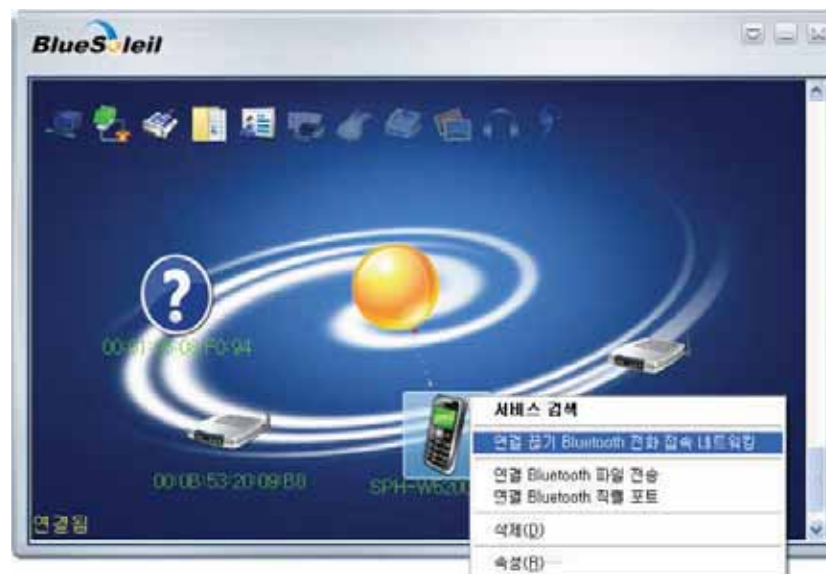 BlueSoleil
00:0B:53:20:09:B8
서비스 검색
연결 끊기 Bluetooth 전화 접속 네트워킹
연결 Bluetooth 파일 전송
연결 Bluetooth 직렬 포트
삭제(D)
속성(R)...
연결됨